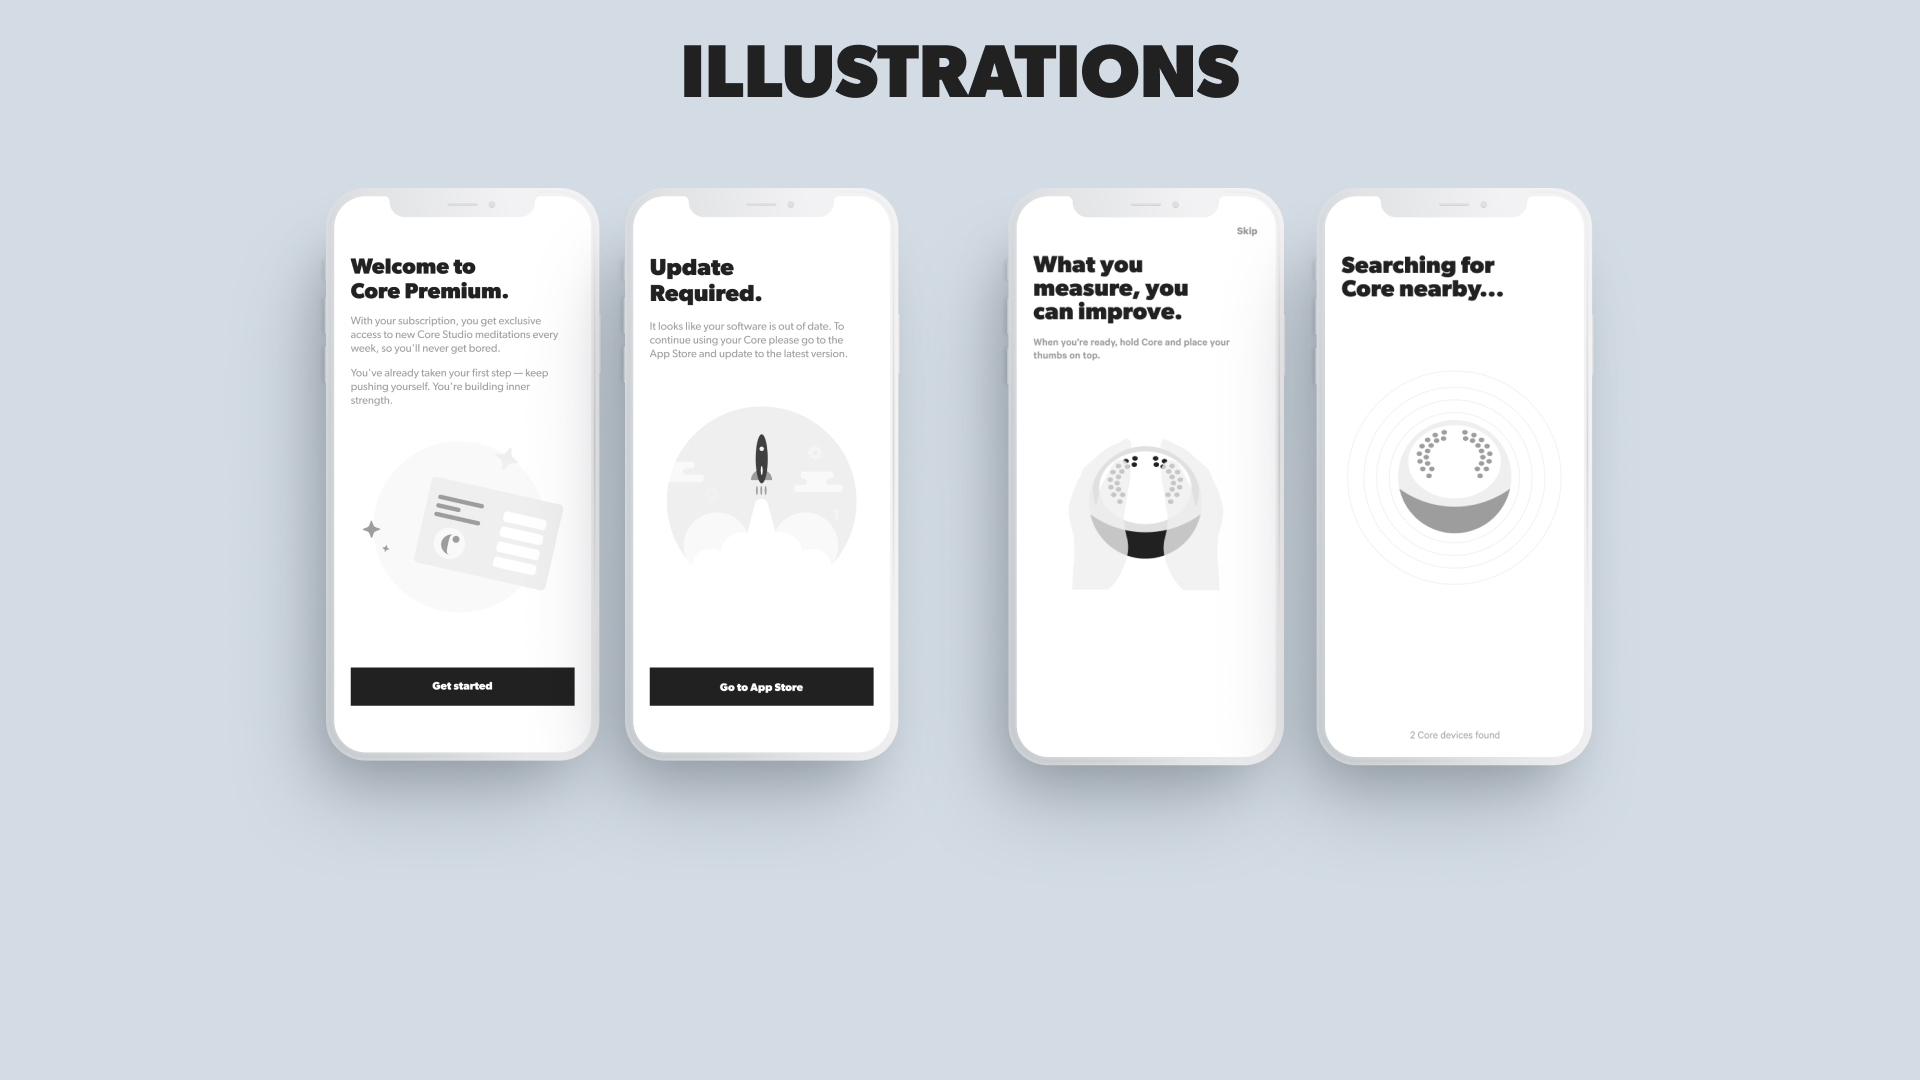 ILLUSTRATIONS
Welcome to
Core Premium.
With your subscription, you get exclusive
access to new Core Studio meditations every
week, so you'll never get bored.
You've already taken your first step — keep
pushing yourself. You're building inner
strength.
Get started
Update
Required.
It looks like your software is out of date. To
continue using your Core please go to the
App Store and update to the latest version.
Go to App Store
Skip
What you
measure, you
can improve.
When you're ready, hold Core and place your
thumbs on top.
Searching for
Core nearby...
2 Core devices found